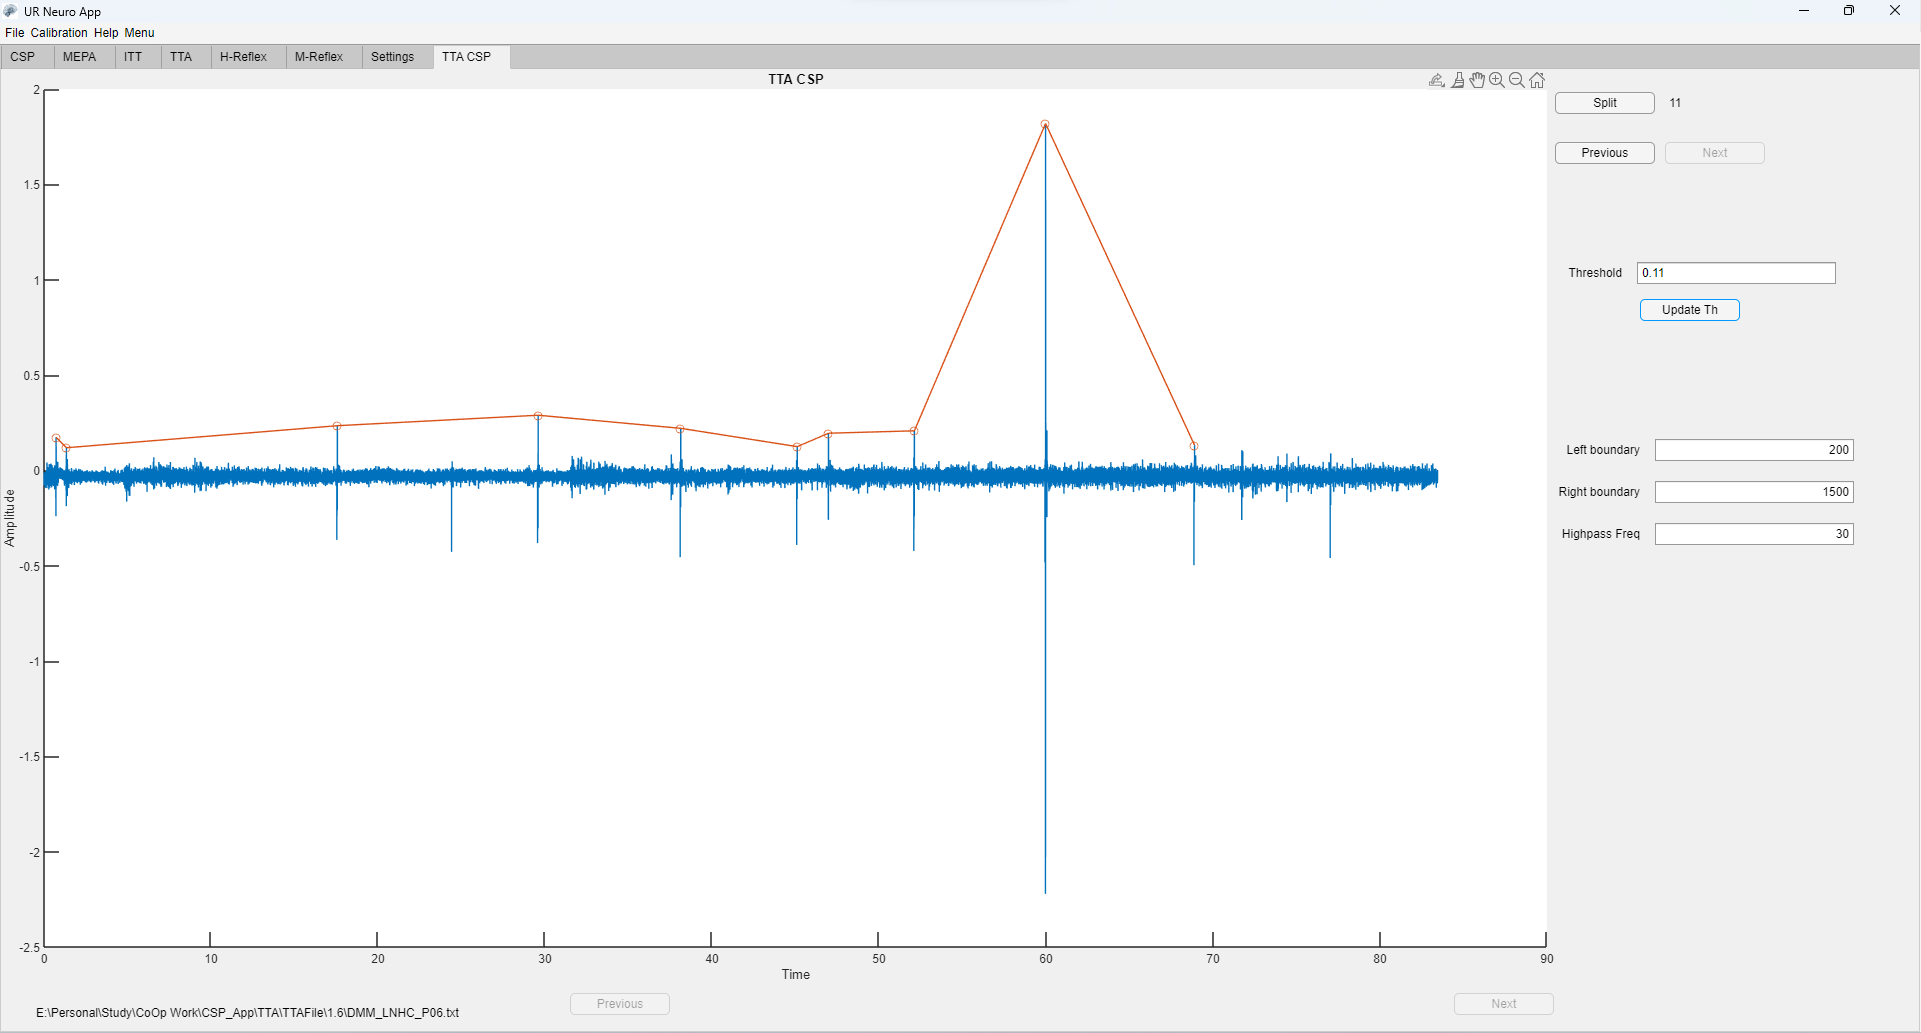 UR Neuro App
File Calibration Help Menu
CSP MEPA ITT TTA H-Reflex M-Reflex Settings TTA CSP
TTA CSP
Split 11
Previous Next
Threshold 0.11
Update Th
Left boundary 200
Right boundary 1500
Highpass Freq 30
2
1.5
1
0.5
0
-0.5
-1
-1.5
-2
-2.5
Amplitude
0 10 20 30 40 50 60 70 80 90
Time
Previous Next
E:\Personal\Study\CoOp Work\CSP_App\TTA\TTAFile\1.6\DMM_LNHC_P06.txt